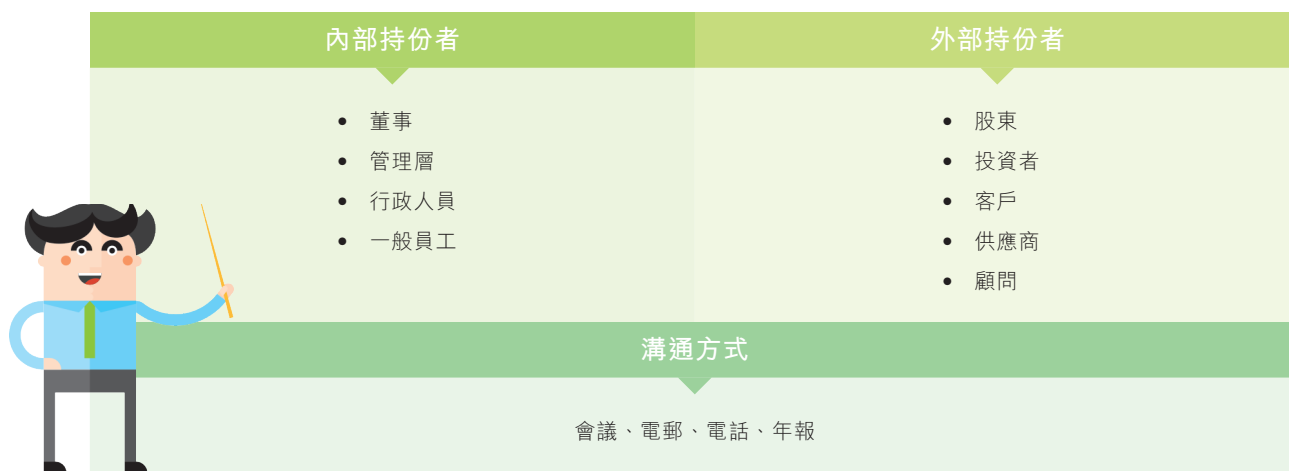 內部持份者
• 董事
• 管理層
• 行政人員
• 一般員工
外部持份者
• 股東
• 投資者
• 客戶
• 供應商
• 顧問
溝通方式
會議、電郵、電話、年報